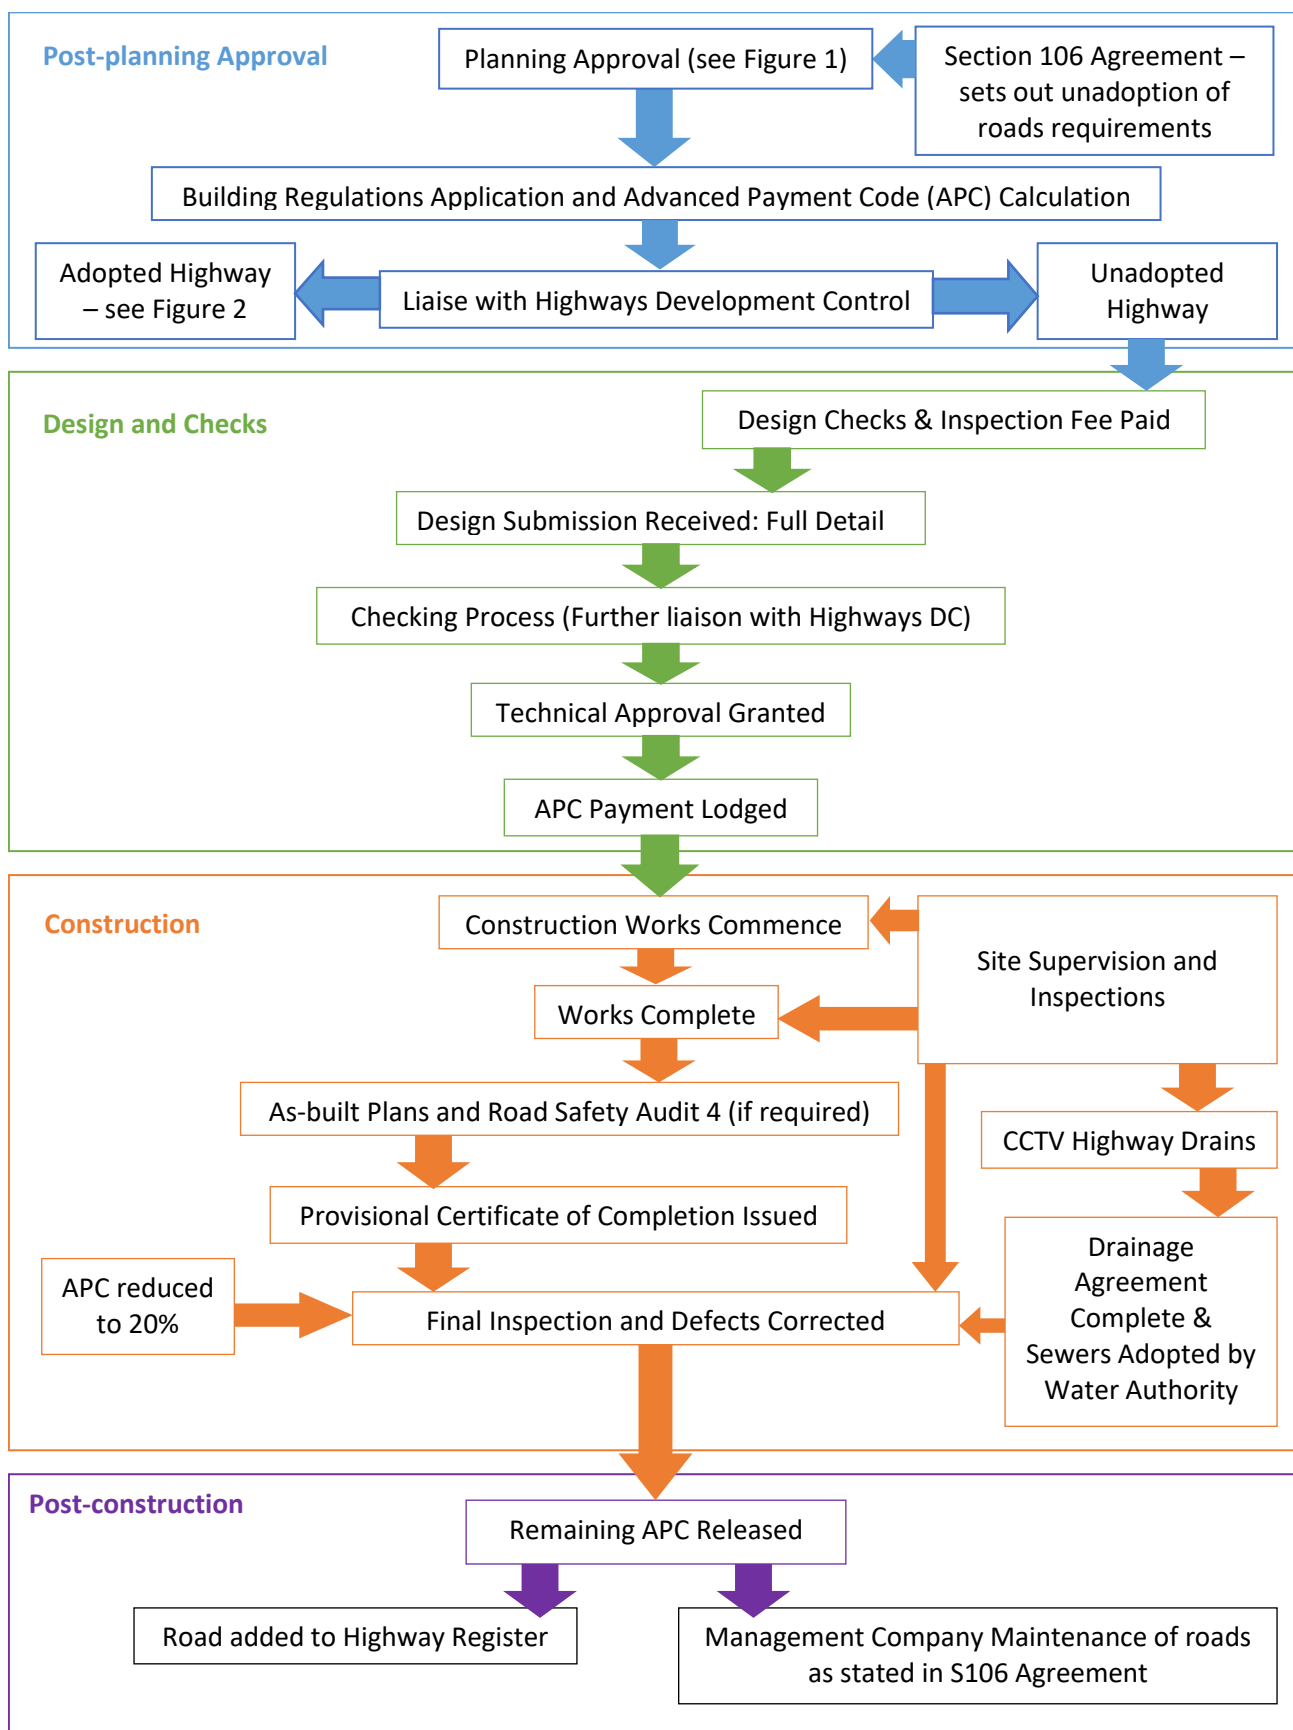 Post-planning Approval
Planning Approval (see Figure 1)
Section 106 Agreement –
sets out unadoption of
roads requirements
Building Regulations Application and Advanced Payment Code (APC) Calculation
Adopted Highway
– see Figure 2
Liaise with Highways Development Control
Unadopted
Highway
Design and Checks
Design Checks & Inspection Fee Paid
Design Submission Received: Full Detail
Checking Process (Further liaison with Highways DC)
Technical Approval Granted
APC Payment Lodged
Construction
Construction Works Commence
Site Supervision and
Inspections
Works Complete
As-built Plans and Road Safety Audit 4 (if required)
CCTV Highway Drains
Provisional Certificate of Completion Issued
APC reduced
to 20%
Final Inspection and Defects Corrected
Drainage
Agreement
Complete &
Sewers Adopted by
Water Authority
Post-construction
Remaining APC Released
Road added to Highway Register
Management Company Maintenance of roads
as stated in S106 Agreement